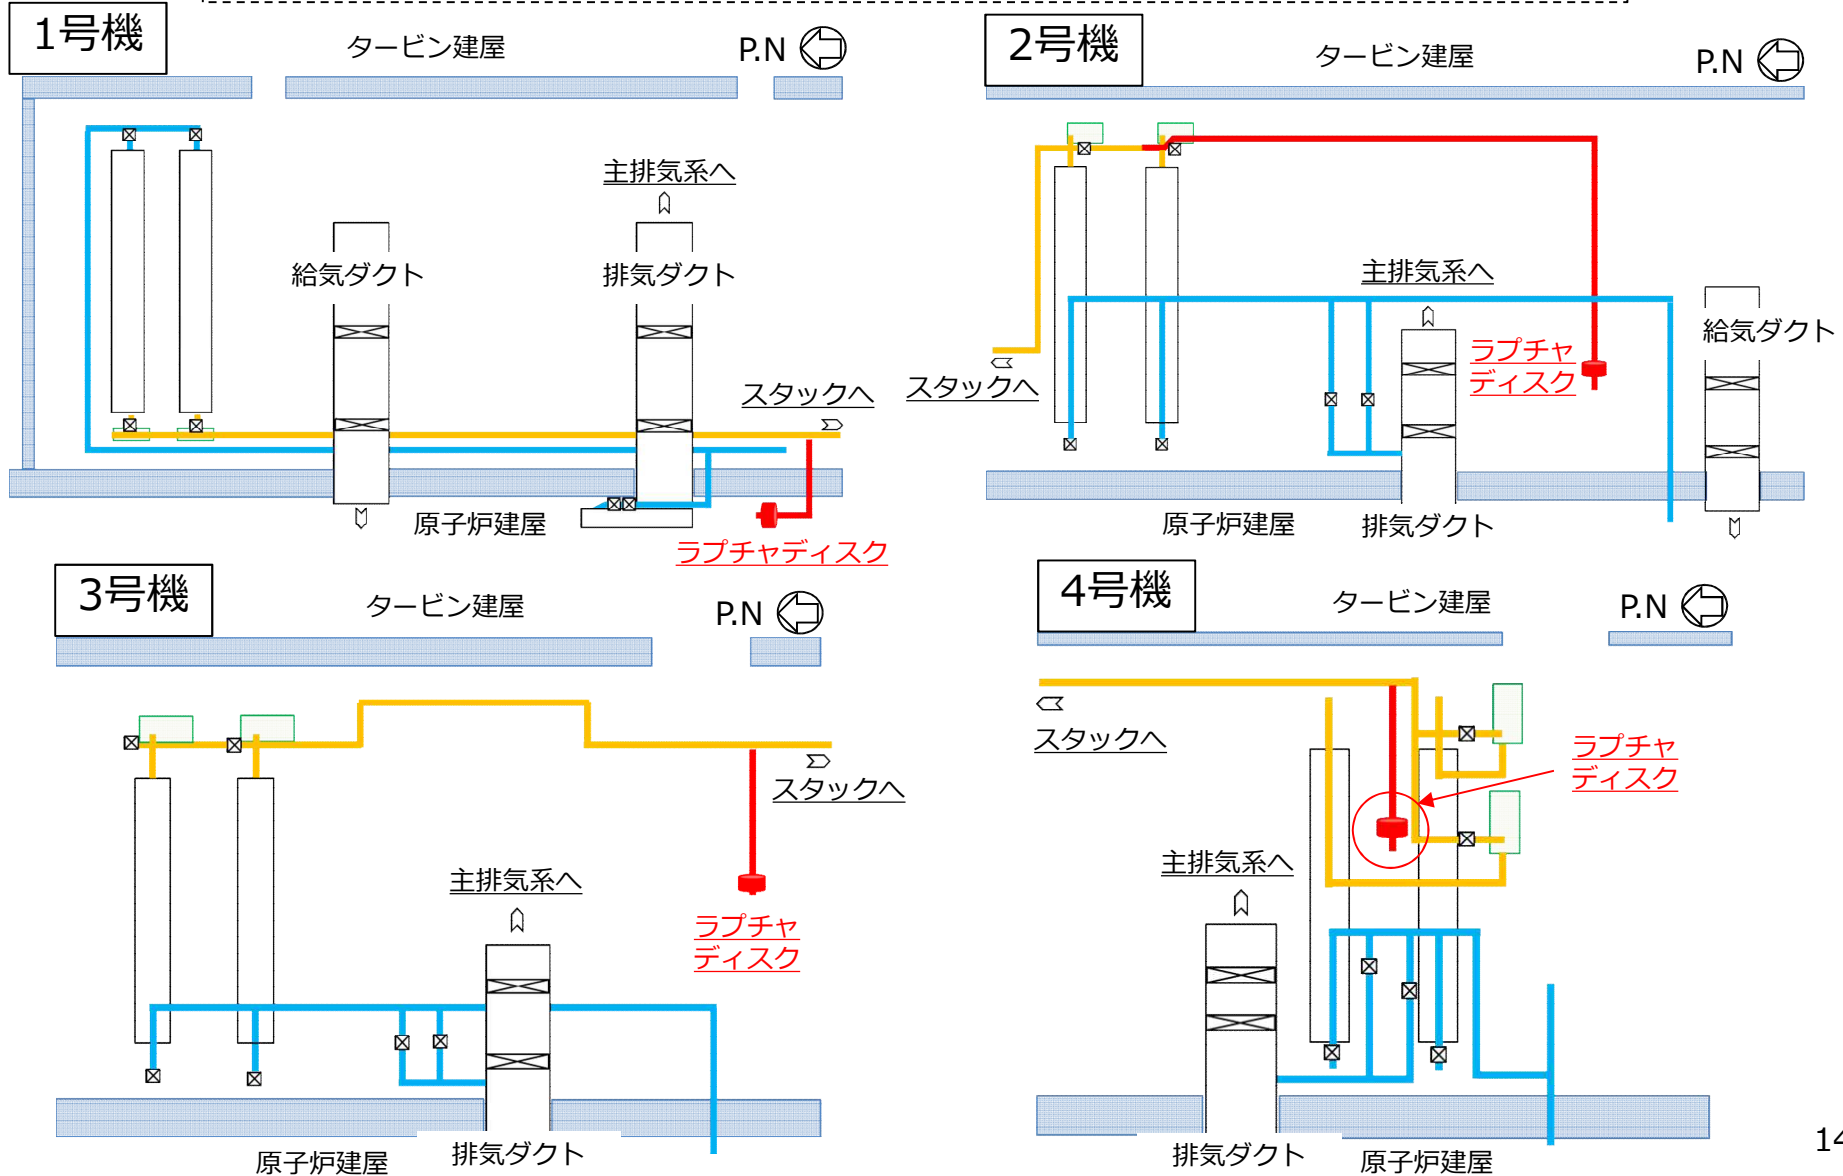 1号機
タービン建屋
P.N
主排気系へ
給気ダクト
排気ダクト
スタックへ
原子炉建屋
ラプチャディスク
2号機
タービン建屋
P.N
主排気系へ
給気ダクト
スタックへ
ラプチャ
ディスク
原子炉建屋
排気ダクト
3号機
タービン建屋
P.N
スタックへ
主排気系へ
ラプチャ
ディスク
原子炉建屋
排気ダクト
4号機
タービン建屋
P.N
スタックへ
ラプチャ
ディスク
主排気系へ
排気ダクト
原子炉建屋
14